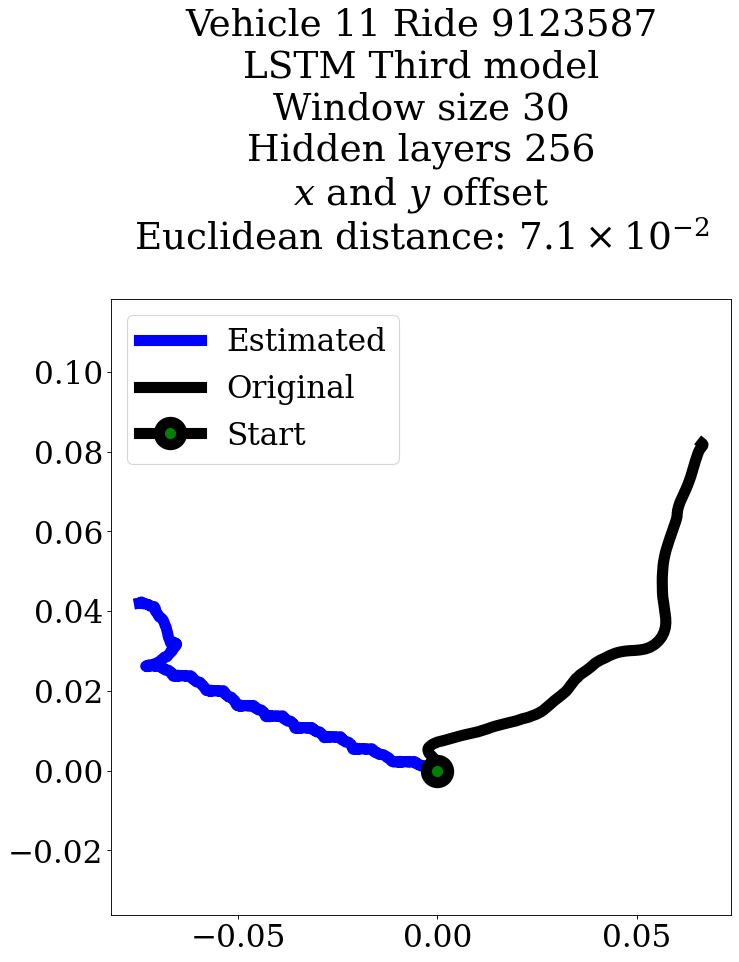 Vehicle 11 Ride 9123587
LSTM Third model
Window size 30
Hidden layers 256
x and y offset
Euclidean distance: 7.1 × 10⁻²
Estimated
Original
Start
0.10
0.08
0.06
0.04
0.02
0.00
−0.02
−0.05 0.00 0.05